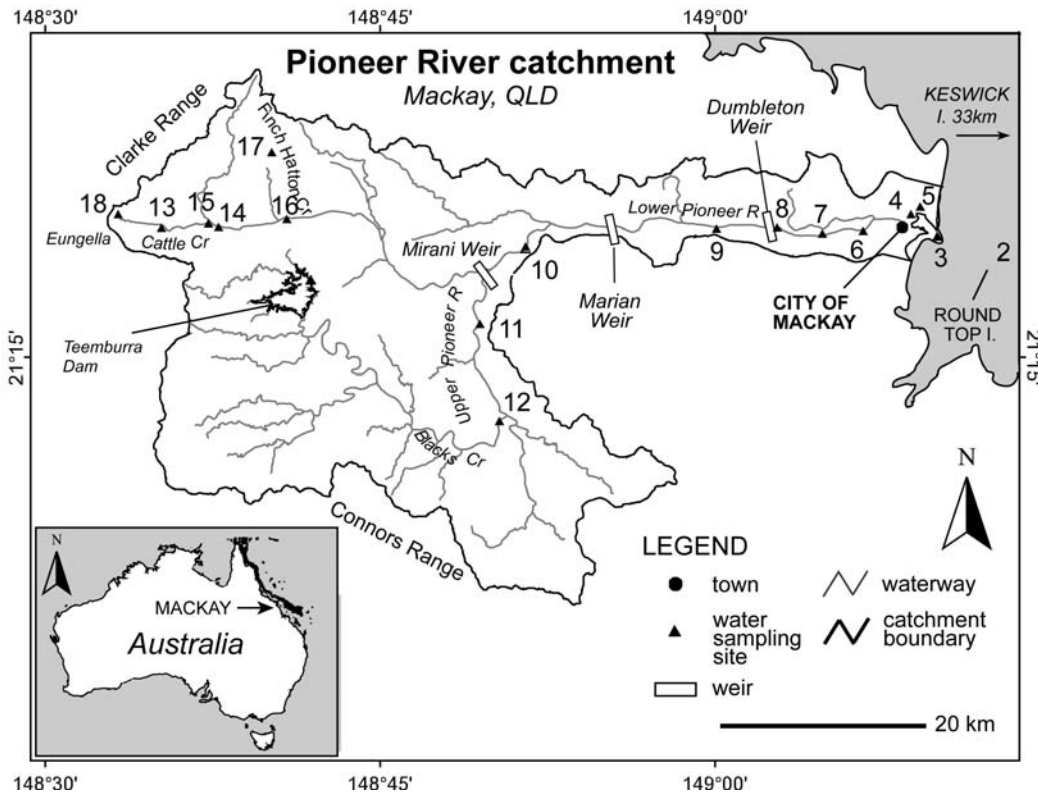 148°30'
148°45'
149°00'
Pioneer River catchment
Mackay, QLD
KESWICK
I. 33km
Dumbleton
Weir
Clarke Range
Finch Hatton Cr
17
18
13
15
14
16
Eungella
Cattle Cr
Lower Pioneer R
4
5
8
7
6
3
2
9
Mirani Weir
10
Marian
Weir
CITY OF
MACKAY
ROUND
TOP I.
Teemburra
Dam
11
Upper Pioneer R
21°15'
21°15'
12
Blacks Cr
Connors Range
N
N
MACKAY
Australia
LEGEND
town
waterway
water
sampling
site
catchment
boundary
weir
20 km
148°30'
148°45'
149°00'